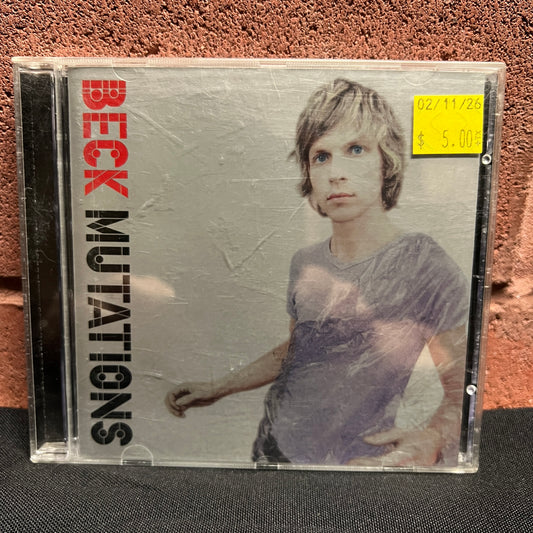 BECK MUTATIONS
02/11/26
$ 5.00